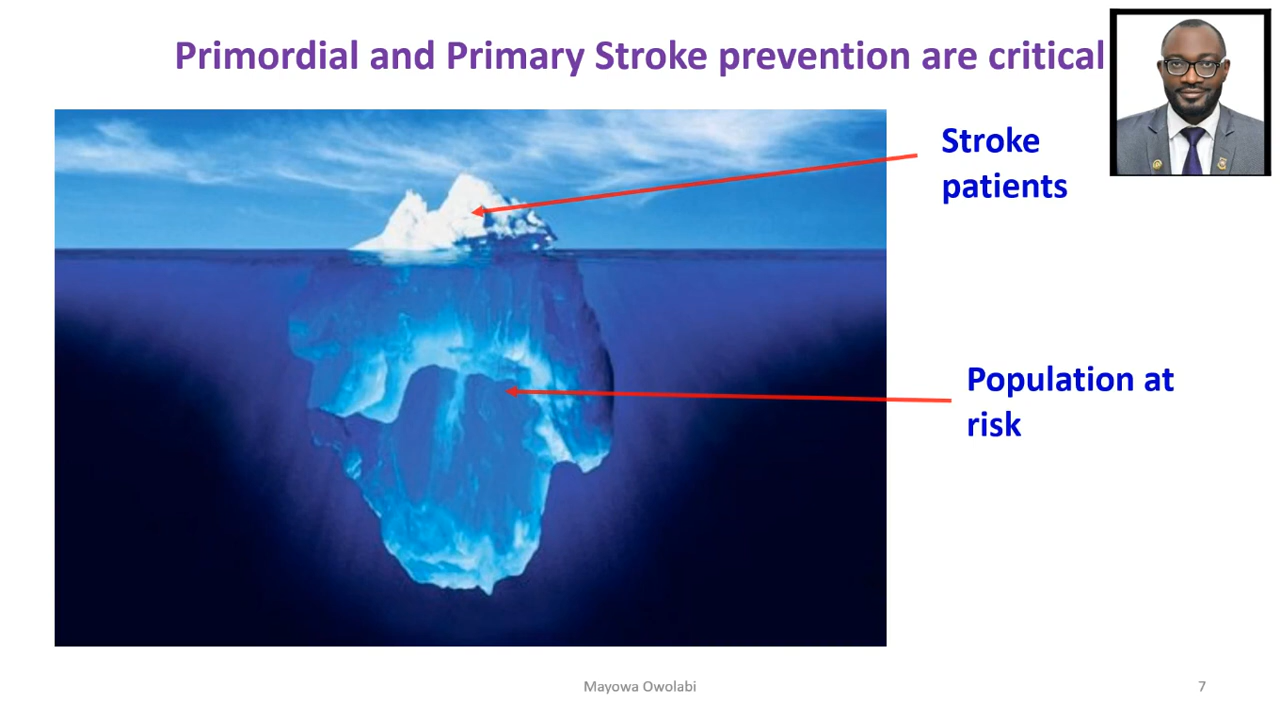 Primordial and Primary Stroke prevention are critical
Stroke
patients
Population at
risk
Mayowa Owolabi
7